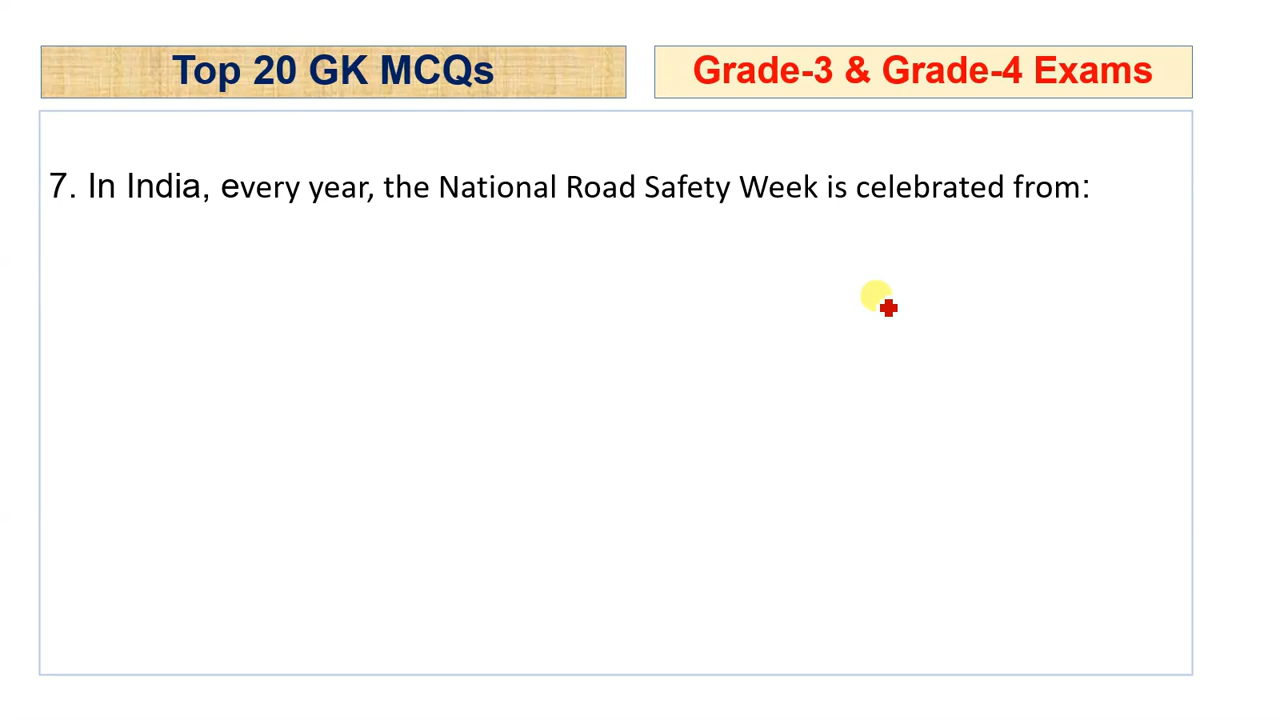 Top 20 GK MCQs
Grade-3 & Grade-4 Exams
7. In India, every year, the National Road Safety Week is celebrated from: